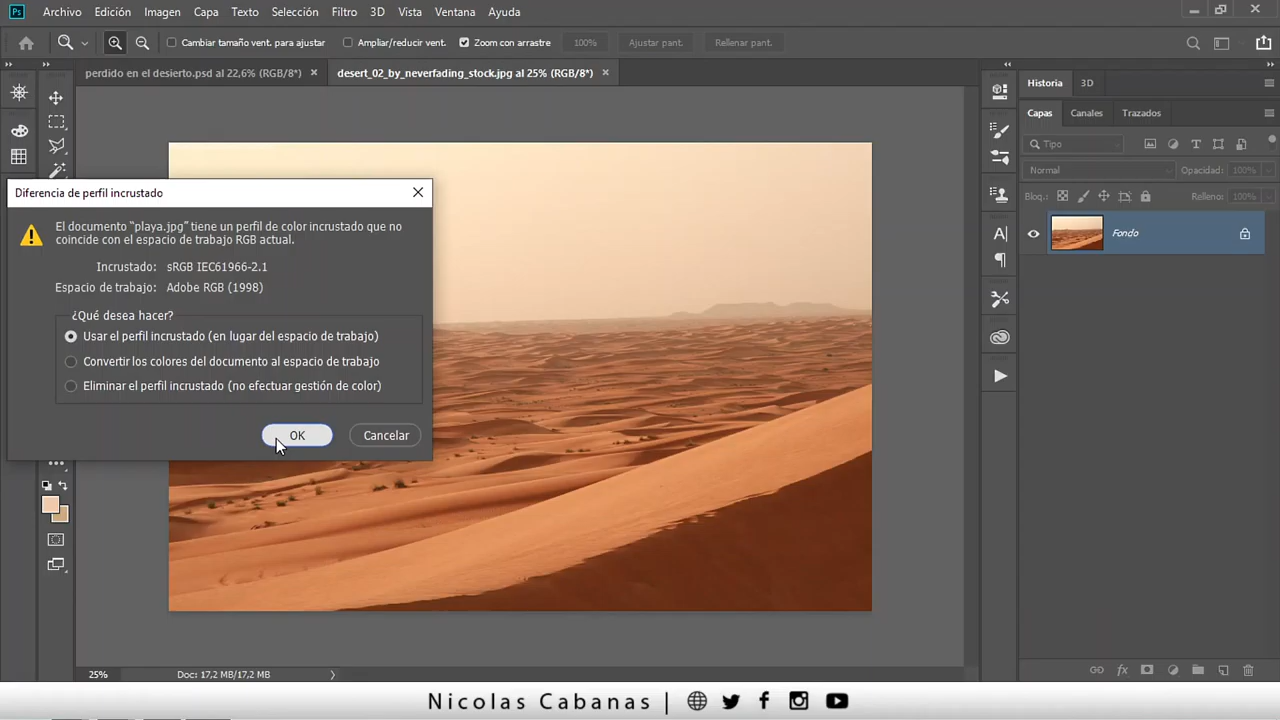 Ps Archivo Edición Imagen Capa Texto Selección Filtro 3D Vista Ventana Ayuda
Cambiar tamaño vent. para ajustar Ampliar/reducir vent. Zoom con arrastre 100% Ajustar pant. Rellenar pant.
perdido en el desierto.psd al 22,6% (RGB/8*) desert_02_by_neverfading_stock.jpg al 25% (RGB/8*)
Historia 3D
Capas Canales Trazados
Tipo
Normal Opacidad: 100%
Bloq.: Relleno: 100%
Fondo
Diferencia de perfil incrustado
El documento "playa.jpg" tiene un perfil de color incrustado que no
coincide con el espacio de trabajo RGB actual.
Incrustado: sRGB IEC61966-2.1
Espacio de trabajo: Adobe RGB (1998)
¿Qué desea hacer?
Usar el perfil incrustado (en lugar del espacio de trabajo)
Convertir los colores del documento al espacio de trabajo
Eliminar el perfil incrustado (no efectuar gestión de color)
OK Cancelar
25% Doc: 17,2 MB/17,2 MB
Nicolas Cabanas |